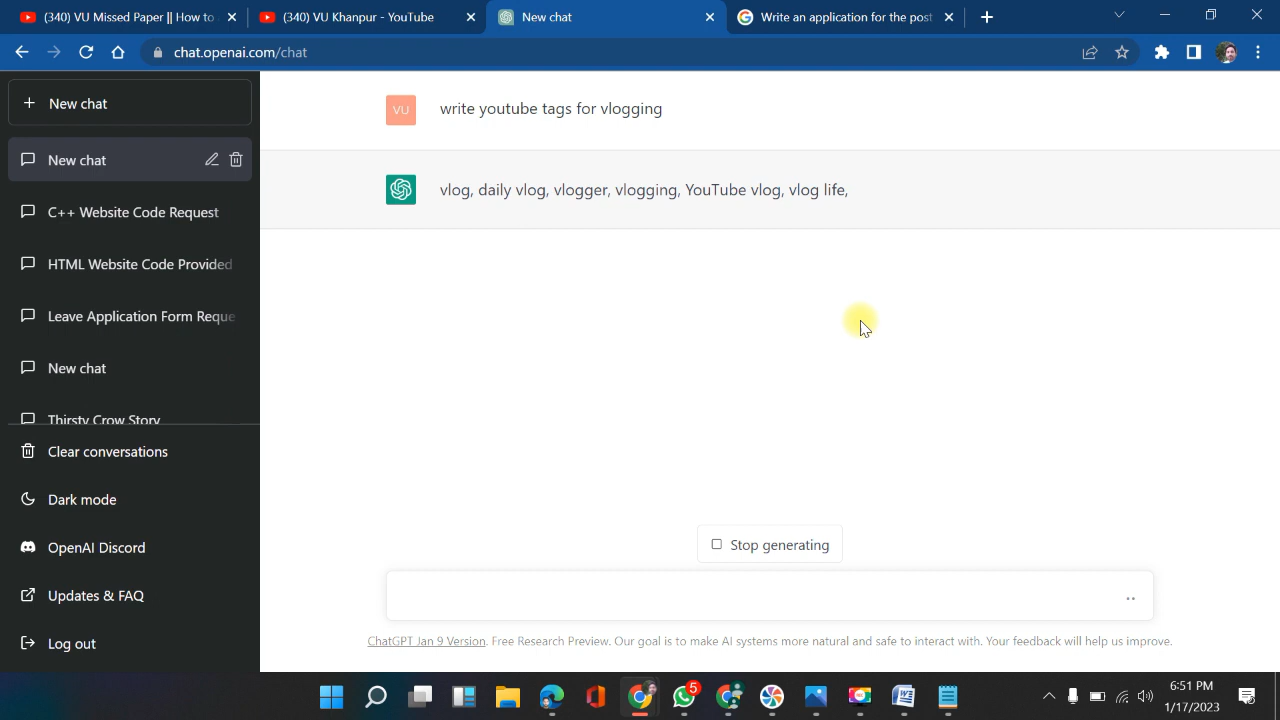 (340) VU Missed Paper || How to
(340) VU Khanpur - YouTube
New chat
Write an application for the post
chat.openai.com/chat
New chat
New chat
C++ Website Code Request
HTML Website Code Provided
Leave Application Form Reque
New chat
Thirsty Crow Story
Clear conversations
Dark mode
OpenAI Discord
Updates & FAQ
Log out
VU
write youtube tags for vlogging
vlog, daily vlog, vlogger, vlogging, YouTube vlog, vlog life,
Stop generating
ChatGPT Jan 9 Version. Free Research Preview. Our goal is to make AI systems more natural and safe to interact with. Your feedback will help us improve.
5
6:51 PM
1/17/2023